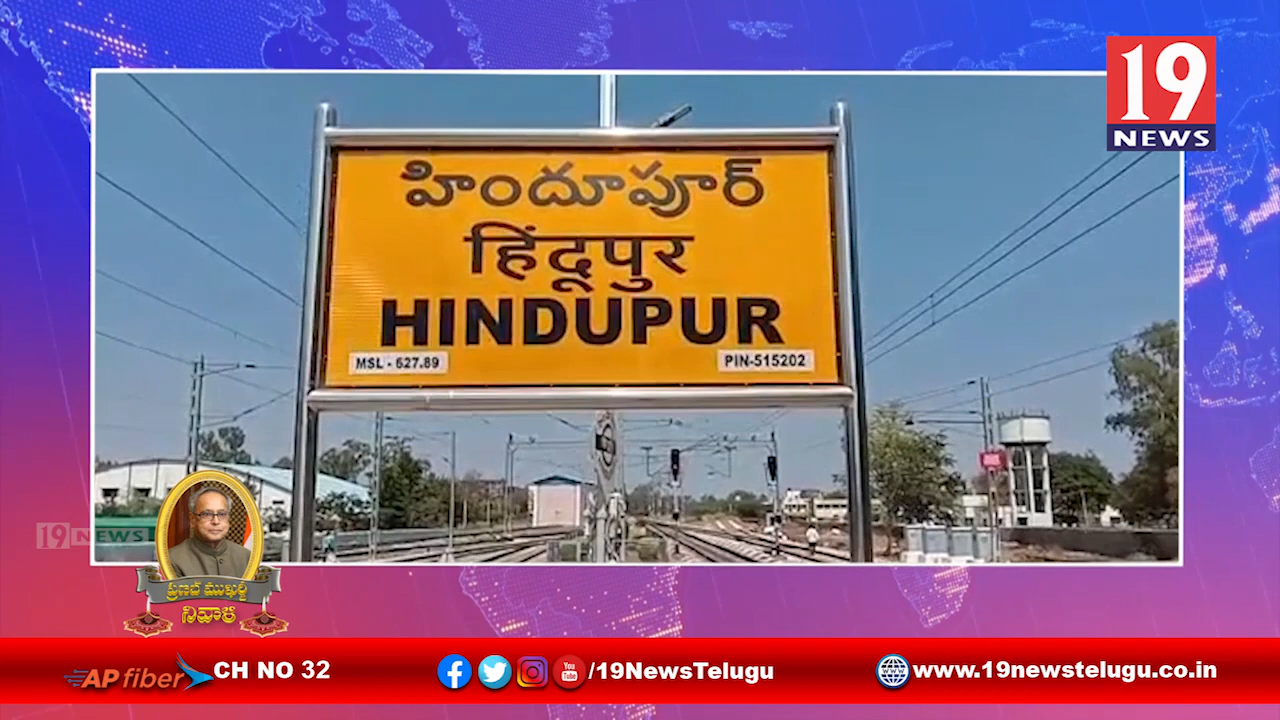 19
NEWS
హిందూపూర్
हिंदूपुर
HINDUPUR
MSL - 627.89
PIN-515202
19 NEWS
ప్రణబ్ ముఖర్జీ
నివాళి
AP fiber CH NO 32
/19NewsTelugu
www.19newstelugu.co.in